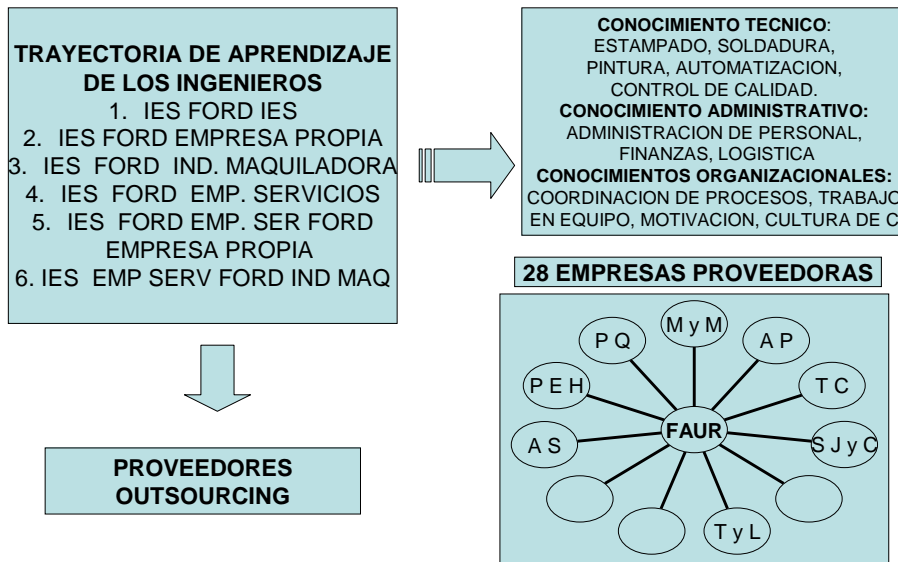 TRAYECTORIA DE APRENDIZAJE
DE LOS INGENIEROS
1. IES FORD IES
2. IES FORD EMPRESA PROPIA
3. IES FORD IND. MAQUILADORA
4. IES FORD EMP. SERVICIOS
5. IES FORD EMP. SER FORD
EMPRESA PROPIA
6. IES EMP SERV FORD IND MAQ
CONOCIMIENTO TECNICO:
ESTAMPADO, SOLDADURA,
PINTURA, AUTOMATIZACION,
CONTROL DE CALIDAD.
CONOCIMIENTO ADMINISTRATIVO:
ADMINISTRACION DE PERSONAL,
FINANZAS, LOGISTICA
CONOCIMIENTOS ORGANIZACIONALES:
COORDINACION DE PROCESOS, TRABAJO
EN EQUIPO, MOTIVACION, CULTURA DE C
28 EMPRESAS PROVEEDORAS
M y M
P Q
A P
P E H
T C
FAUR
A S
S J y C
T y L
PROVEEDORES
OUTSOURCING